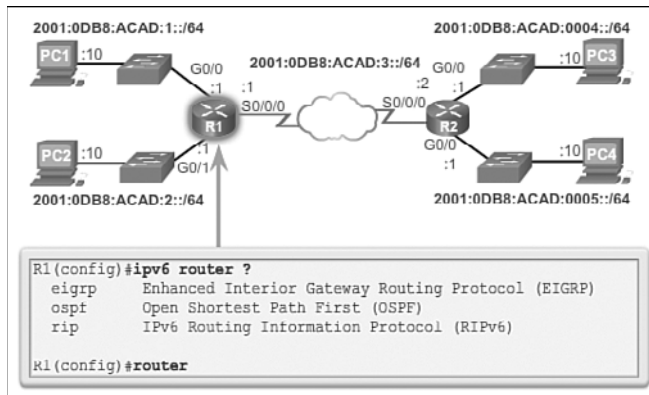 2001:0DB8:ACAD:1::/64
2001:0DB8:ACAD:0004::/64
PC1
:10
G0/0
:1
:1
S0/0/0
R1
2001:0DB8:ACAD:3::/64
:2
S0/0/0
G0/0
:1
R2
:10
PC3
PC2
:10
:1
G0/1
G0/0
:1
:10
PC4
2001:0DB8:ACAD:2::/64
2001:0DB8:ACAD:0005::/64
R1(config)#ipv6 router ?
eigrp Enhanced Interior Gateway Routing Protocol (EIGRP)
ospf Open Shortest Path First (OSPF)
rip IPv6 Routing Information Protocol (RIPv6)
R1(config)#router